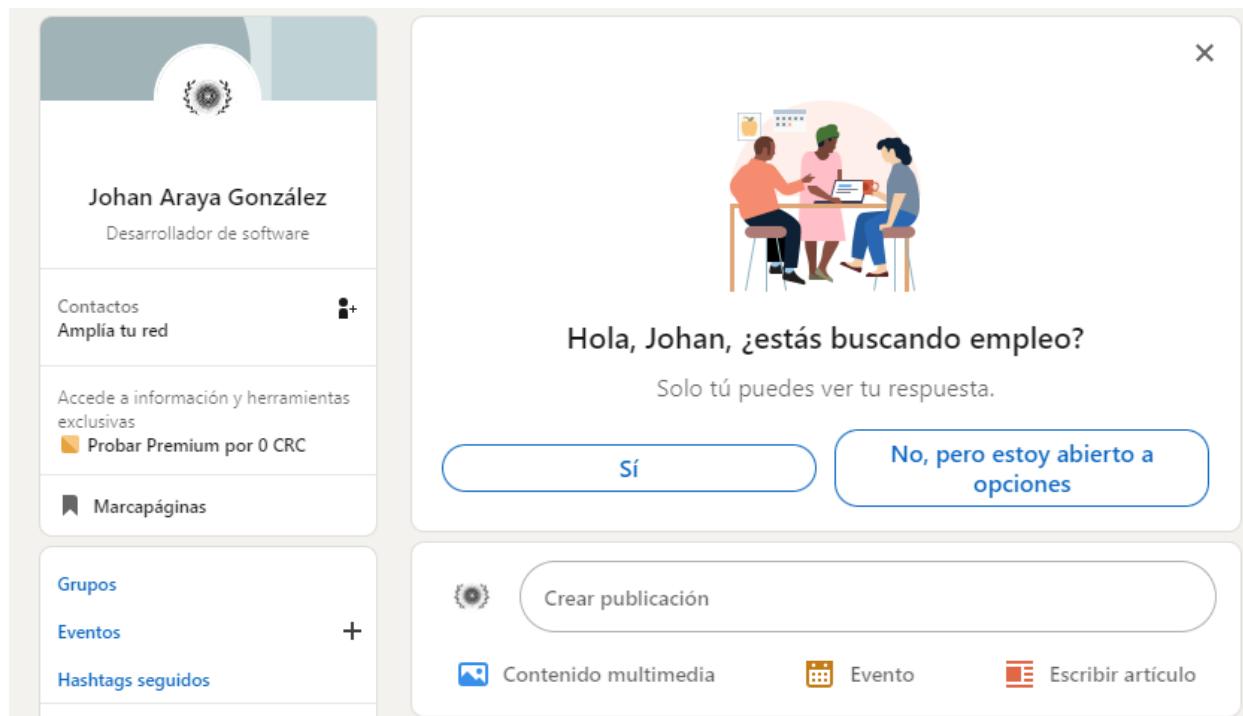 Johan Araya González
Desarrollador de software
Contactos
Amplía tu red
Accede a información y herramientas
exclusivas
Probar Premium por 0 CRC
Marcapáginas
Grupos
Eventos
Hashtags seguidos
Hola, Johan, ¿estás buscando empleo?
Solo tú puedes ver tu respuesta.
Sí
No, pero estoy abierto a
opciones
Crear publicación
Contenido multimedia
Evento
Escribir artículo